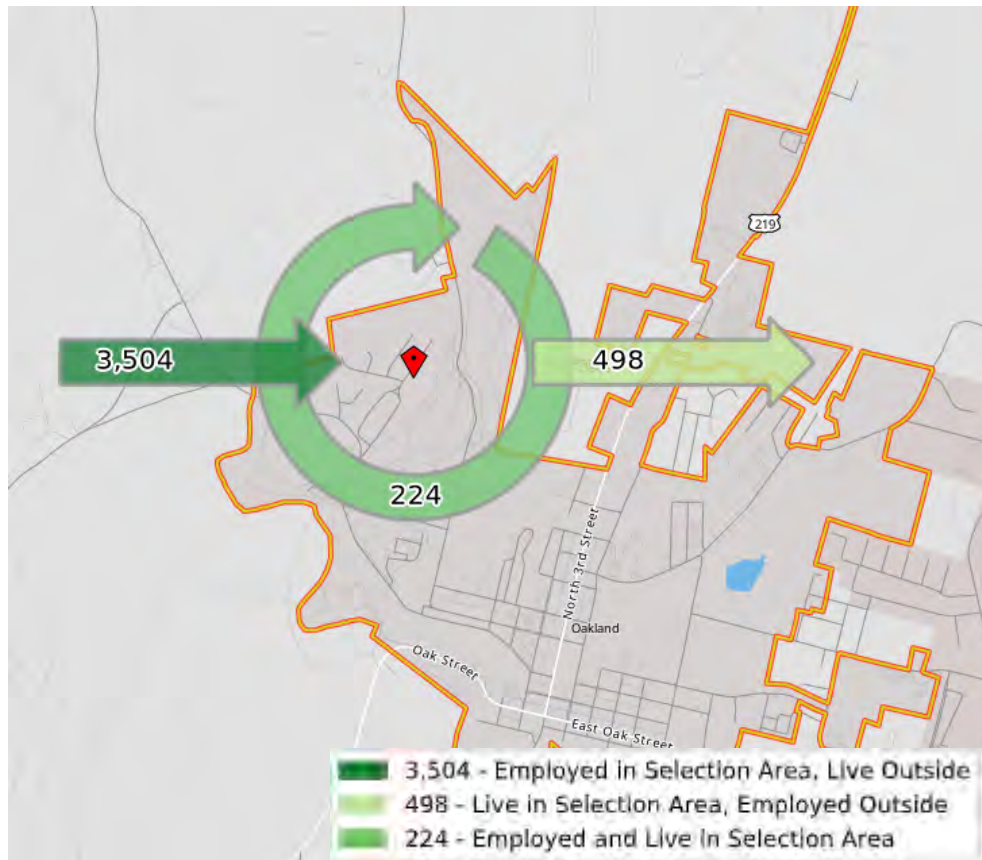 219
3,504
498
224
North 3rd Street
Oakland
Oak Street
East Oak Street
3,504 - Employed in Selection Area, Live Outside
498 - Live in Selection Area, Employed Outside
224 - Employed and Live in Selection Area